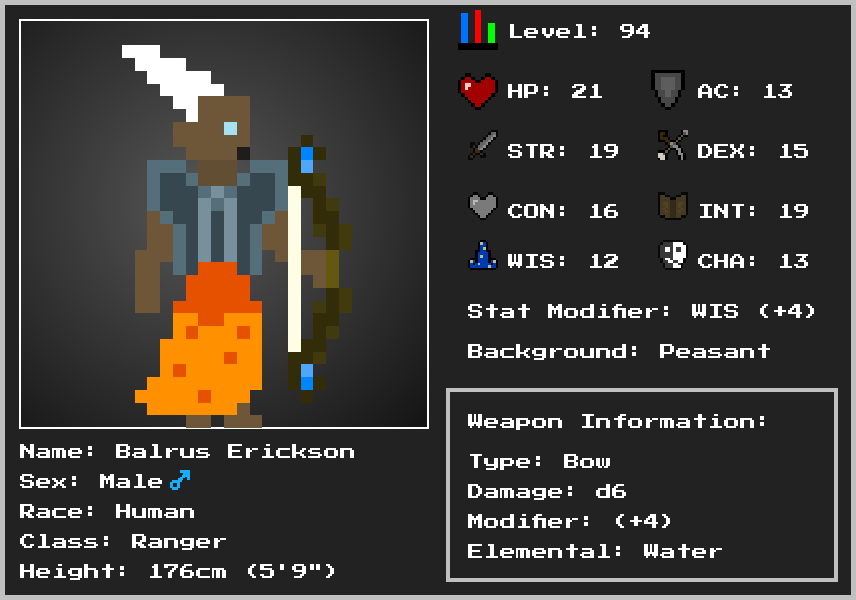 Level: 94
HP: 21 AC: 13
STR: 19 DEX: 15
CON: 16 INT: 19
WIS: 12 CHA: 13
Stat Modifier: WIS (+4)
Background: Peasant
Weapon Information:
Type: Bow
Damage: d6
Modifier: (+4)
Elemental: Water
Name: Balrus Erickson
Sex: Male♂
Race: Human
Class: Ranger
Height: 176cm (5'9")